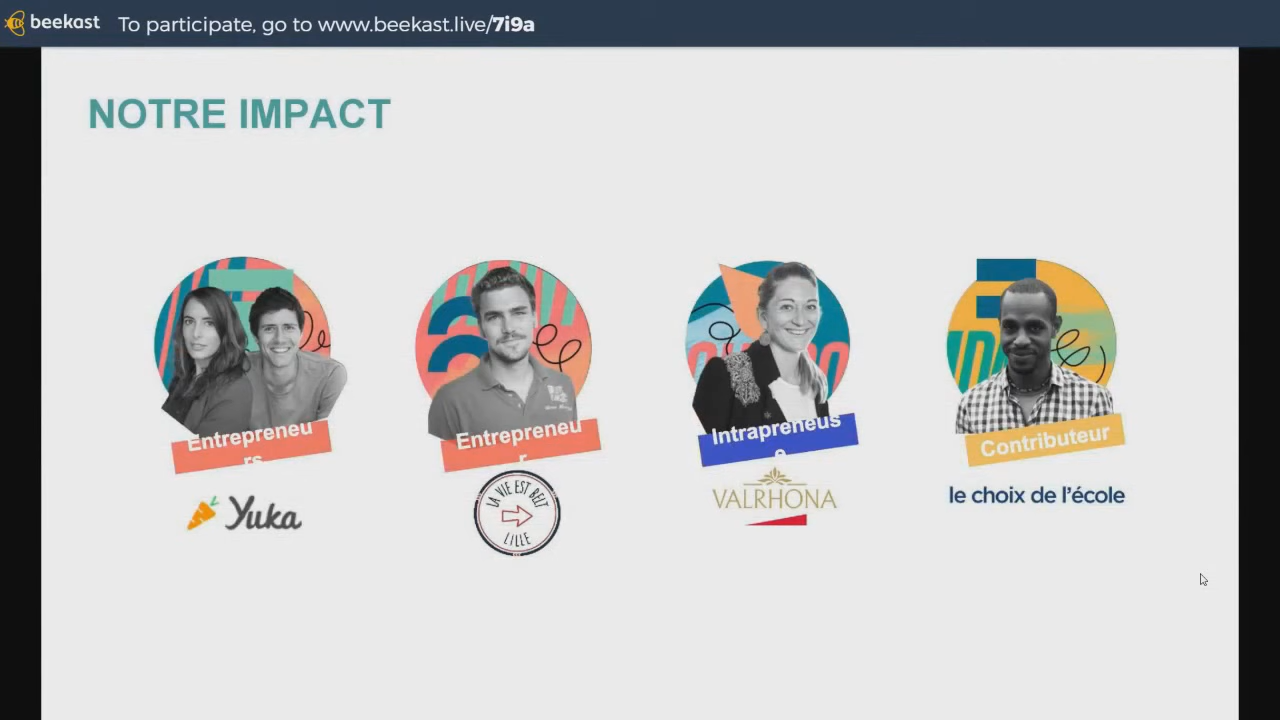 beekast To participate, go to www.beekast.live/7i9a
NOTRE IMPACT
Entrepreneu
rs
Entrepreneu
r
Intrapreneus
e
Contributeur
Yuka
LA VIE EST BELT
LILLE
VALRHONA
le choix de l'école